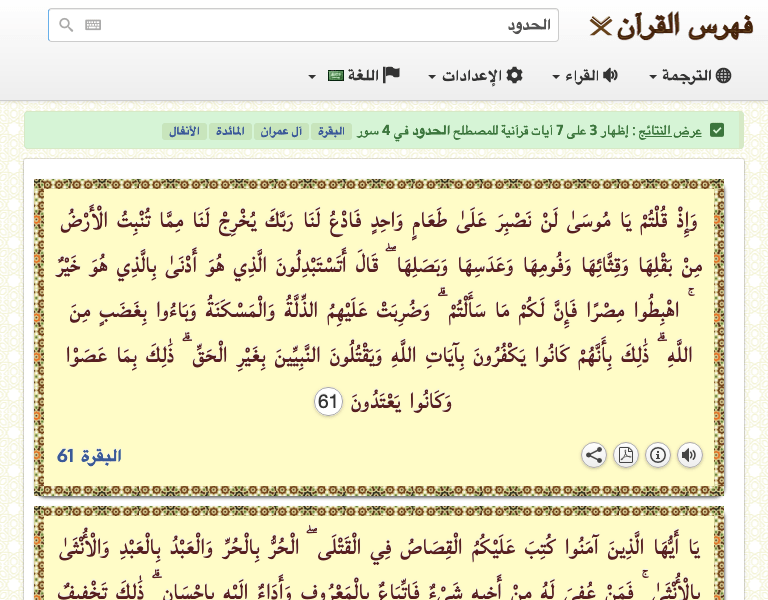 فهرس القرآن
الحدود
الترجمة القراء الإعدادات اللغة
عرض النتائج : إظهار 3 على 7 آيات قرآنية للمصطلح الحدود في 4 سور البقرة آل عمران المائدة الأنفال
وَإِذْ قُلْتُمْ يَا مُوسَىٰ لَنْ نَصْبِرَ عَلَىٰ طَعَامٍ وَاحِدٍ فَادْعُ لَنَا رَبَّكَ يُخْرِجْ لَنَا مِمَّا تُنْبِتُ الْأَرْضُ
مِنْ بَقْلِهَا وَقِثَّائِهَا وَفُومِهَا وَعَدَسِهَا وَبَصَلِهَا ۖ قَالَ أَتَسْتَبْدِلُونَ الَّذِي هُوَ أَدْنَىٰ بِالَّذِي هُوَ خَيْرٌ
ۚ اهْبِطُوا مِصْرًا فَإِنَّ لَكُمْ مَا سَأَلْتُمْ ۗ وَضُرِبَتْ عَلَيْهِمُ الذِّلَّةُ وَالْمَسْكَنَةُ وَبَاءُوا بِغَضَبٍ مِنَ
اللَّهِ ۗ ذَٰلِكَ بِأَنَّهُمْ كَانُوا يَكْفُرُونَ بِآيَاتِ اللَّهِ وَيَقْتُلُونَ النَّبِيِّينَ بِغَيْرِ الْحَقِّ ۗ ذَٰلِكَ بِمَا عَصَوْا
وَكَانُوا يَعْتَدُونَ 61
البقرة 61
يَا أَيُّهَا الَّذِينَ آمَنُوا كُتِبَ عَلَيْكُمُ الْقِصَاصُ فِي الْقَتْلَى ۖ الْحُرُّ بِالْحُرِّ وَالْعَبْدُ بِالْعَبْدِ وَالْأُنْثَىٰ
بِالْأُنْثَىٰ ۚ فَمَنْ عُفِيَ لَهُ مِنْ أَخِيهِ شَيْءٌ فَاتِّبَاعٌ بِالْمَعْرُوفِ وَأَدَاءٌ إِلَيْهِ بِإِحْسَانٍ ۗ ذَٰلِكَ تَخْفِيفٌ